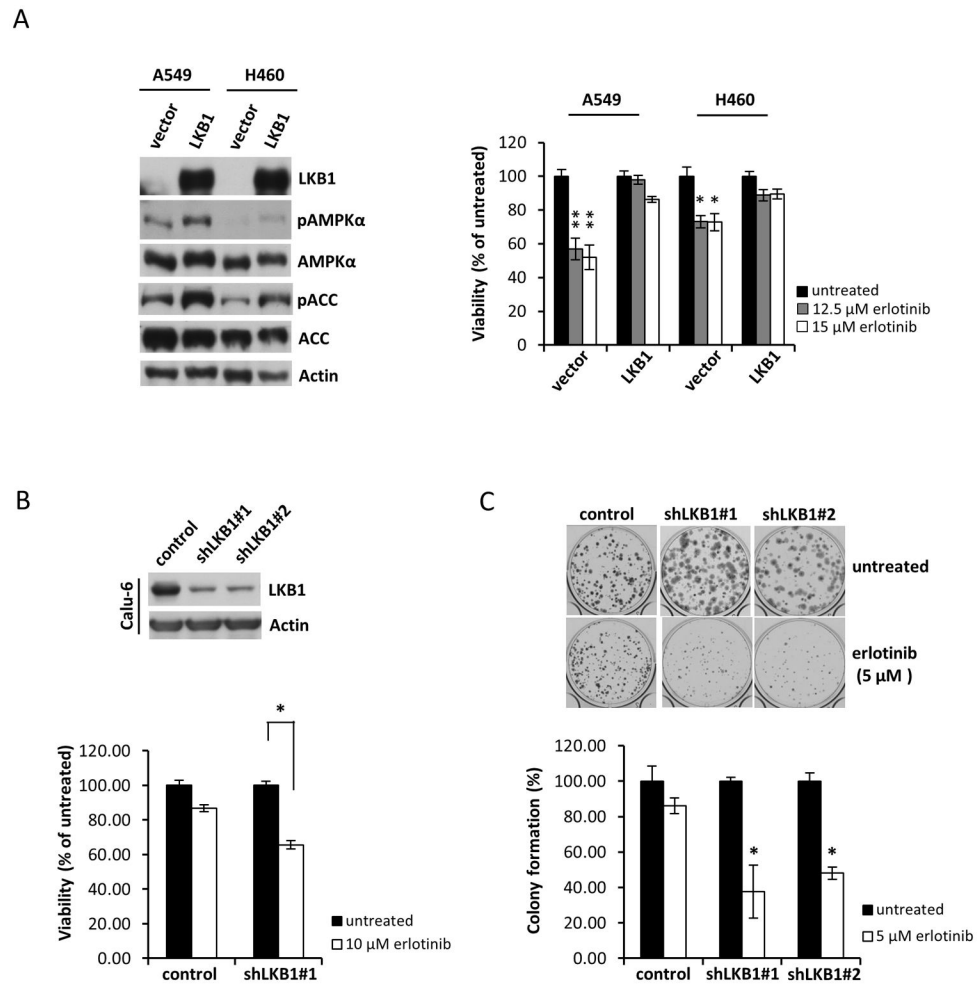 A
A549 H460
vector LKB1 vector LKB1
LKB1
pAMPKα
AMPKα
pACC
ACC
Actin
A549 H460
Viability (% of untreated)
120
100
80
60
40
20
0
** ** * *
vector LKB1 vector LKB1
untreated
12.5 µM erlotinib
15 µM erlotinib
B
control shLKB1#1 shLKB1#2
Calu-6
LKB1
Actin
*
Viability (% of untreated)
120.00
100.00
80.00
60.00
40.00
20.00
0.00
control shLKB1#1
untreated
10 µM erlotinib
C
control shLKB1#1 shLKB1#2
untreated
erlotinib
(5 µM )
Colony formation (%)
120.00
100.00
80.00
60.00
40.00
20.00
0.00
* *
control shLKB1#1 shLKB1#2
untreated
5 µM erlotinib